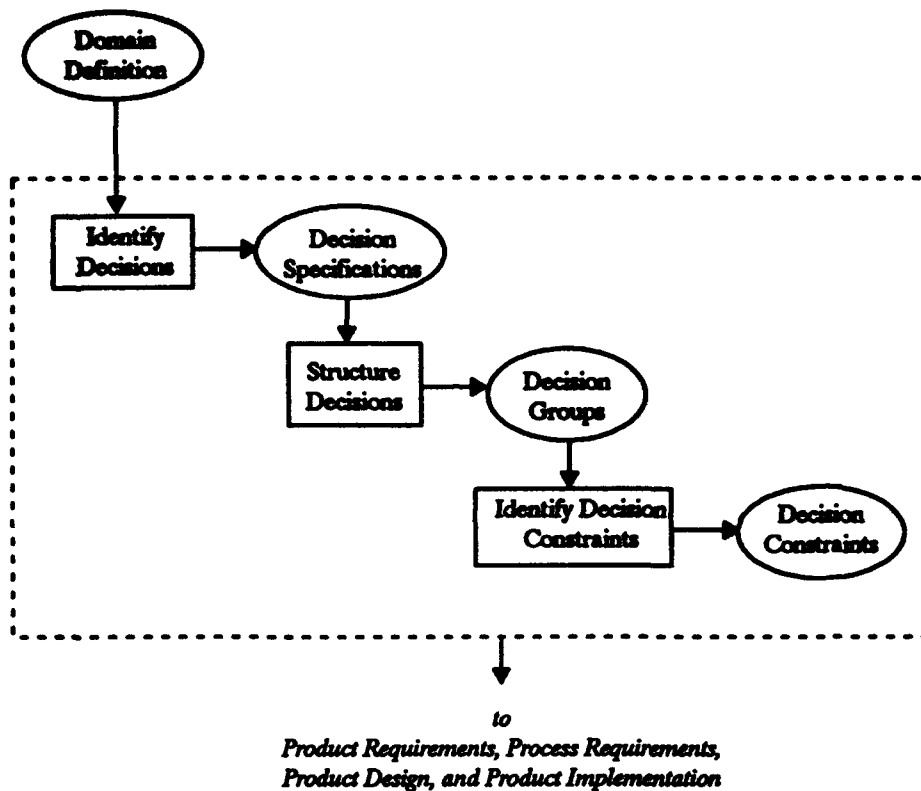 Domain
Definition
Identify
Decisions
Decision
Specifications
Structure
Decisions
Decision
Groups
Identify Decision
Constraints
Decision
Constraints
to
Product Requirements, Process Requirements,
Product Design, and Product Implementation